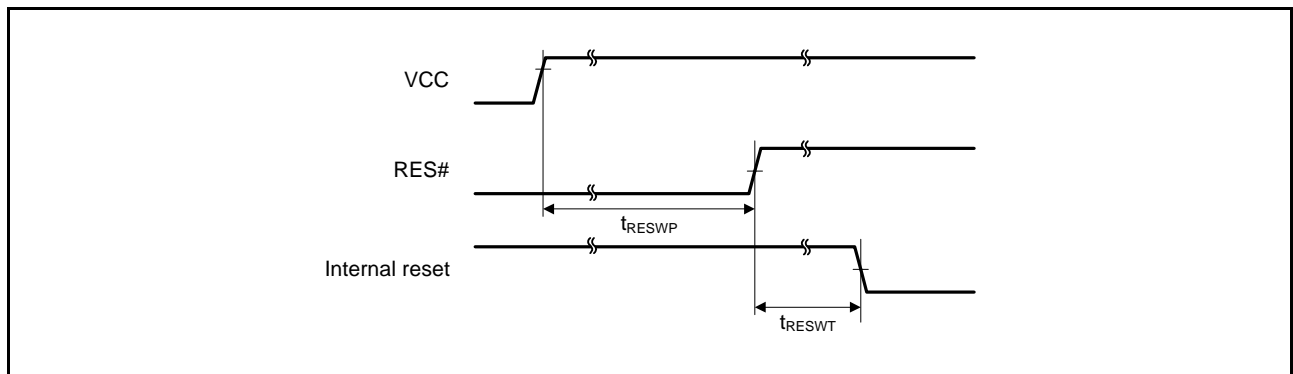 VCC
RES#
tRESWP
Internal reset
tRESWT